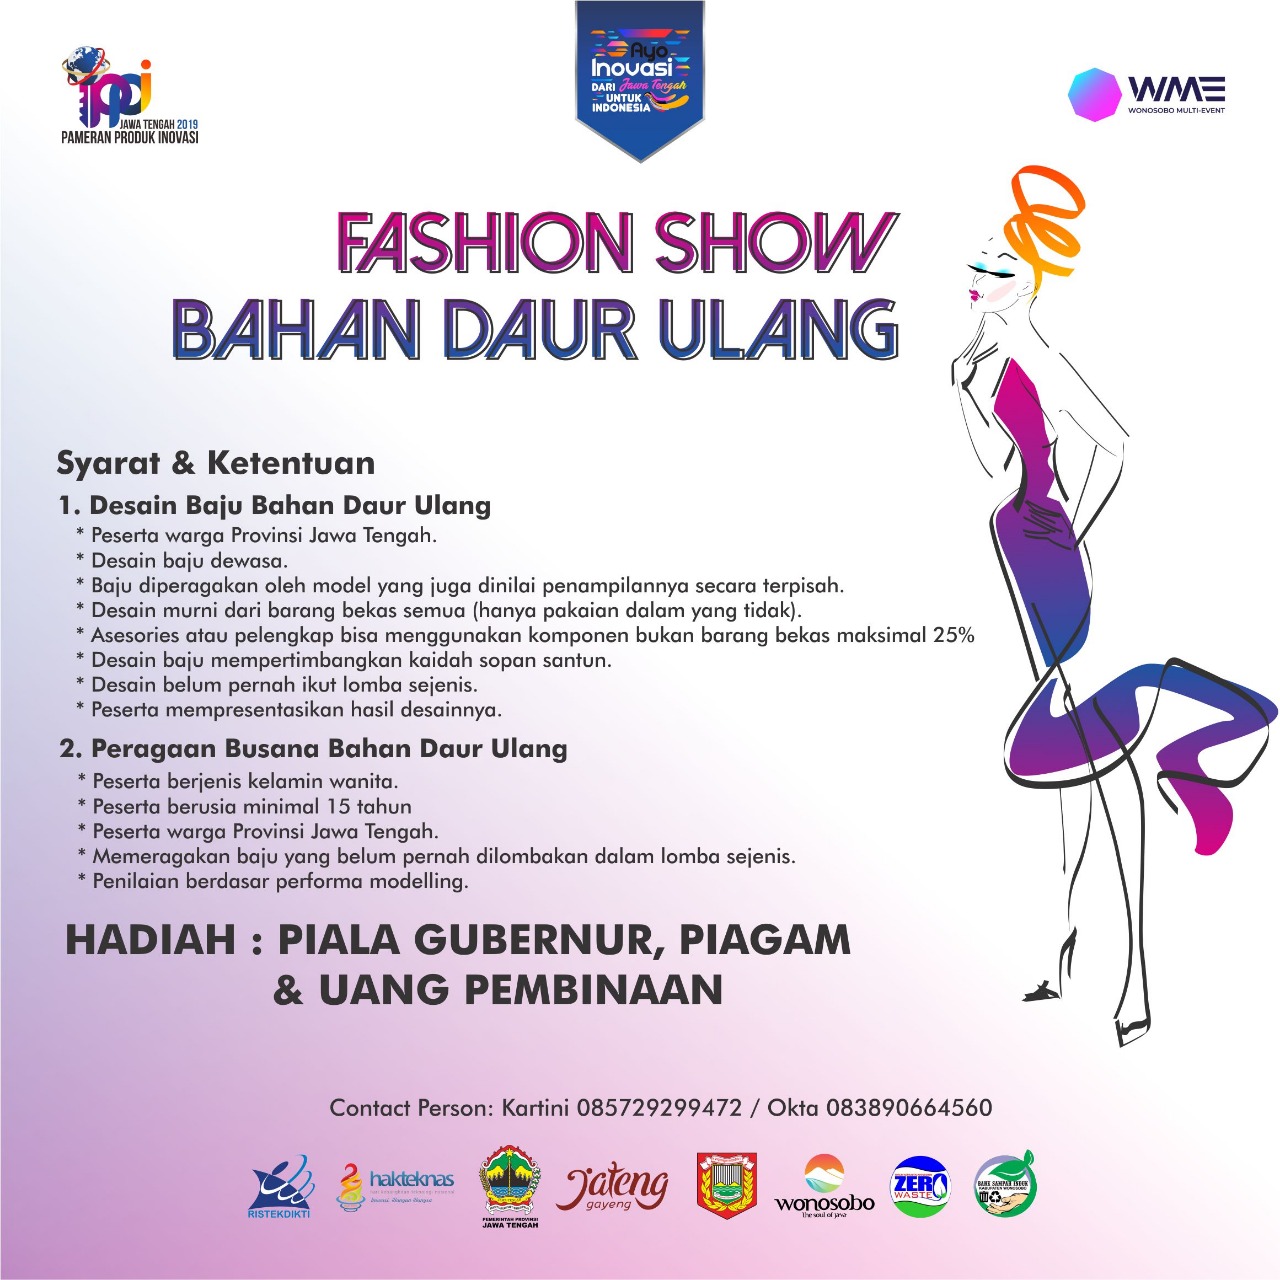 JAWA TENGAH 2019
PAMERAN PRODUK INOVASI
Ayo
Inovasi
DARI Jawa Tengah
UNTUK
INDONESIA
WME
WONOSOBO MULTI-EVENT
FASHION SHOW
BAHAN DAUR ULANG
Syarat & Ketentuan
1. Desain Baju Bahan Daur Ulang
* Peserta warga Provinsi Jawa Tengah.
* Desain baju dewasa.
* Baju diperagakan oleh model yang juga dinilai penampilannya secara terpisah.
* Desain murni dari barang bekas semua (hanya pakaian dalam yang tidak).
* Asesories atau pelengkap bisa menggunakan komponen bukan barang bekas maksimal 25%
* Desain baju mempertimbangkan kaidah sopan santun.
* Desain belum pernah ikut lomba sejenis.
* Peserta mempresentasikan hasil desainnya.
2. Peragaan Busana Bahan Daur Ulang
* Peserta berjenis kelamin wanita.
* Peserta berusia minimal 15 tahun
* Peserta warga Provinsi Jawa Tengah.
* Memeragakan baju yang belum pernah dilombakan dalam lomba sejenis.
* Penilaian berdasar performa modelling.
HADIAH : PIALA GUBERNUR, PIAGAM
& UANG PEMBINAAN
Contact Person: Kartini 085729299472 / Okta 083890664560
RISTEKDIKTI
hakteknas
PEMERINTAH PROVINSI
JAWA TENGAH
jateng
gayeng
wonosobo
The soul of java
ZERO
WASTE
BANK SAMPAH INDUK
KABUPATEN WONOSOBO